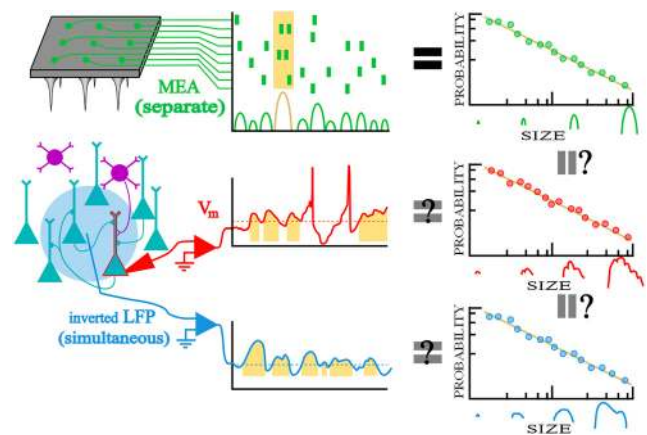 MEA
(separate)
=
PROBABILITY
SIZE
||?
Vm
?
PROBABILITY
SIZE
||?
inverted LFP
(simultaneous)
?
PROBABILITY
SIZE